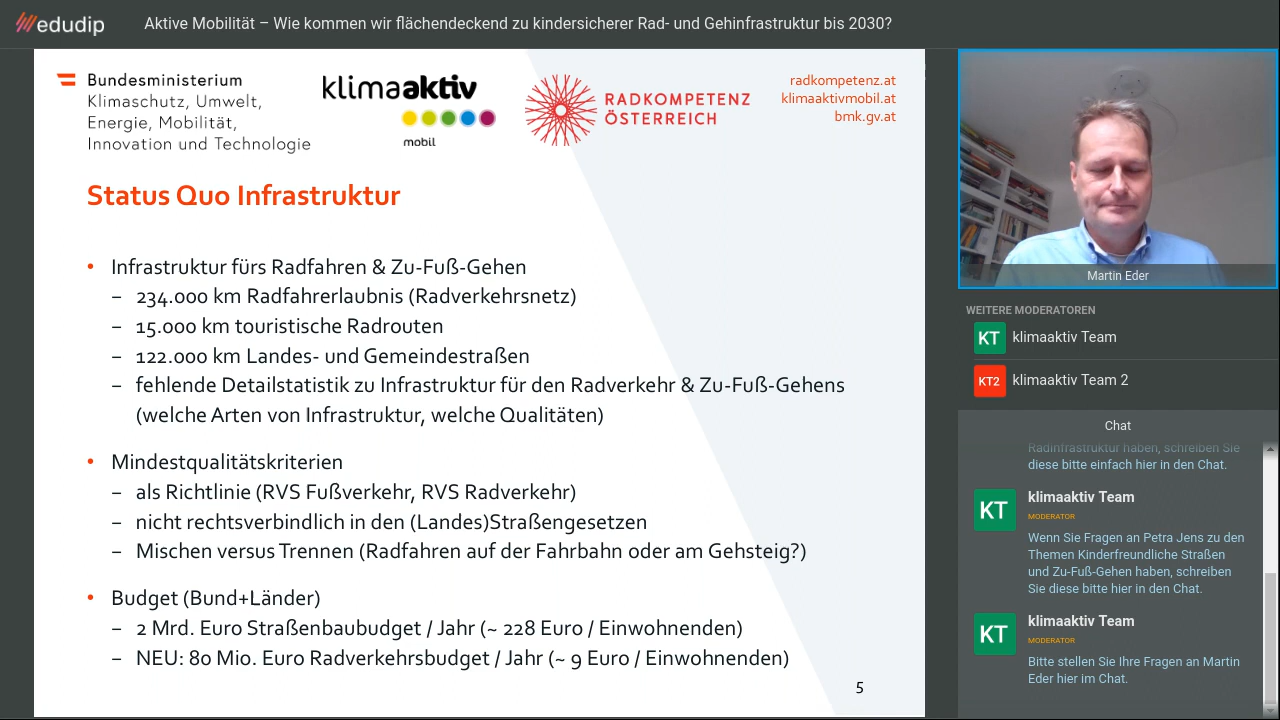 edudip
Aktive Mobilität – Wie kommen wir flächendeckend zu kindersicherer Rad- und Gehinfrastruktur bis 2030?
Bundesministerium
Klimaschutz, Umwelt,
Energie, Mobilität,
Innovation und Technologie
klimaaktiv
mobil
RADKOMPETENZ
ÖSTERREICH
radkompetenz.at
klimaaktivmobil.at
bmk.gv.at
Status Quo Infrastruktur
• Infrastruktur fürs Radfahren & Zu-Fuß-Gehen
– 234.000 km Radfahrerlaubnis (Radverkehrsnetz)
– 15.000 km touristische Radrouten
– 122.000 km Landes- und Gemeindestraßen
– fehlende Detailstatistik zu Infrastruktur für den Radverkehr & Zu-Fuß-Gehens
(welche Arten von Infrastruktur, welche Qualitäten)
• Mindestqualitätskriterien
– als Richtlinie (RVS Fußverkehr, RVS Radverkehr)
– nicht rechtsverbindlich in den (Landes)Straßengesetzen
– Mischen versus Trennen (Radfahren auf der Fahrbahn oder am Gehsteig?)
• Budget (Bund+Länder)
– 2 Mrd. Euro Straßenbaubudget / Jahr (~ 228 Euro / Einwohnenden)
– NEU: 80 Mio. Euro Radverkehrsbudget / Jahr (~ 9 Euro / Einwohnenden)
5
Martin Eder
WEITERE MODERATOREN
KT klimaaktiv Team
KT2 klimaaktiv Team 2
Chat
Radinfrastruktur haben, schreiben Sie
diese bitte einfach hier in den Chat.
KT klimaaktiv Team
MODERATOR
Wenn Sie Fragen an Petra Jens zu den
Themen Kinderfreundliche Straßen
und Zu-Fuß-Gehen haben, schreiben
Sie diese bitte hier in den Chat.
KT klimaaktiv Team
MODERATOR
Bitte stellen Sie Ihre Fragen an Martin
Eder hier im Chat.